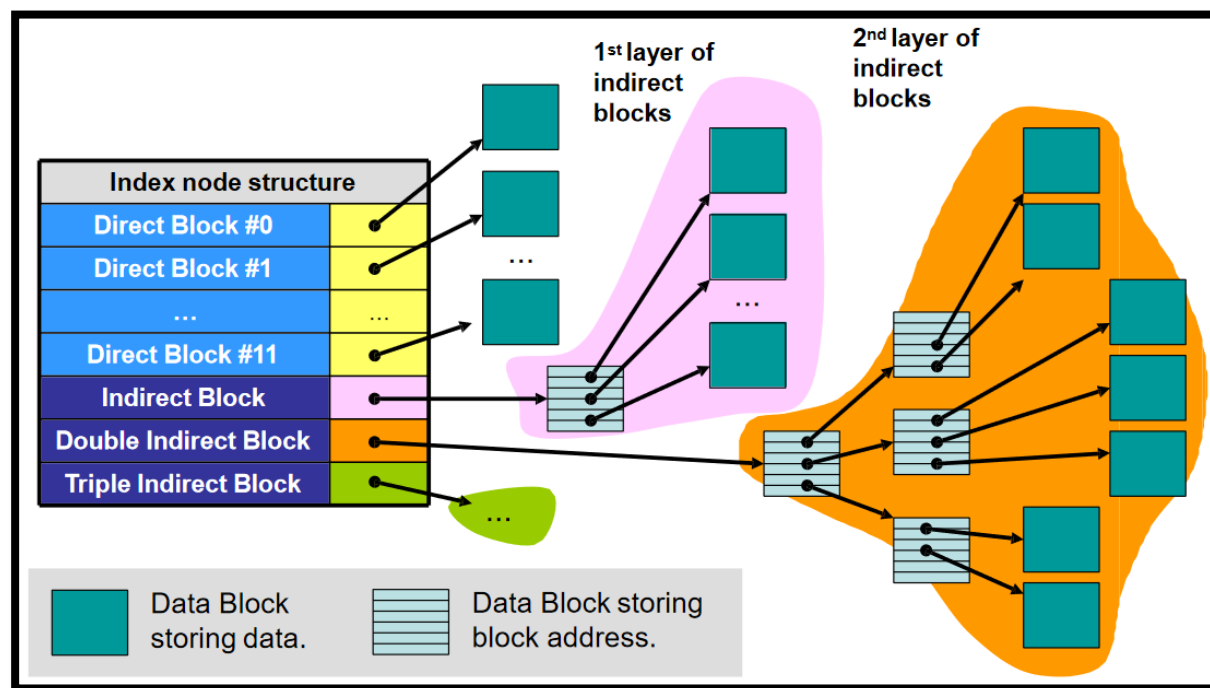 1st layer of
indirect
blocks
2nd layer of
indirect
blocks
Index node structure
Direct Block #0
Direct Block #1
...
...
...
Direct Block #11
Indirect Block
Double Indirect Block
Triple Indirect Block
...
...
Data Block
storing data.
Data Block storing
block address.